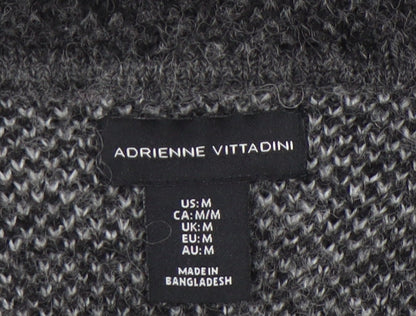 ADRIENNE VITTADINI
US: M
CA: M/M
UK: M
EU: M
AU: M
MADE IN
BANGLADESH